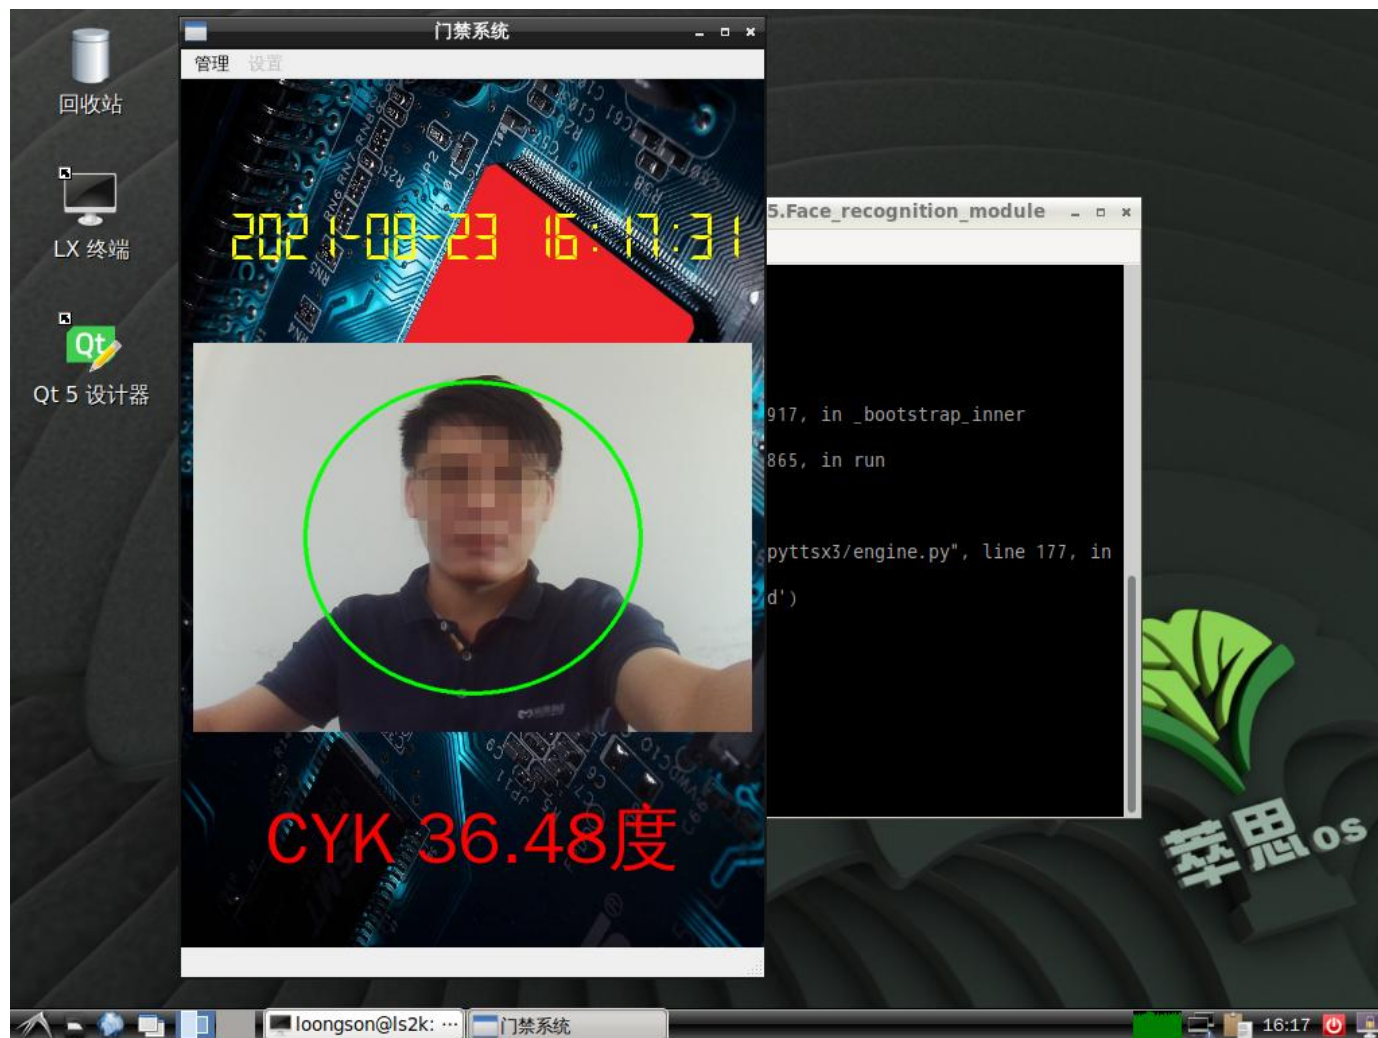 门禁系统
管理 设置
回收站
LX 终端
Qt
Qt 5 设计器
2021-08-23 16:17:31
5.Face_recognition_module
917, in _bootstrap_inner
865, in run
pyttsx3/engine.py", line 177, in
d')
CYK 36.48度
萃思os
loongson@ls2k: ···
门禁系统
16:17